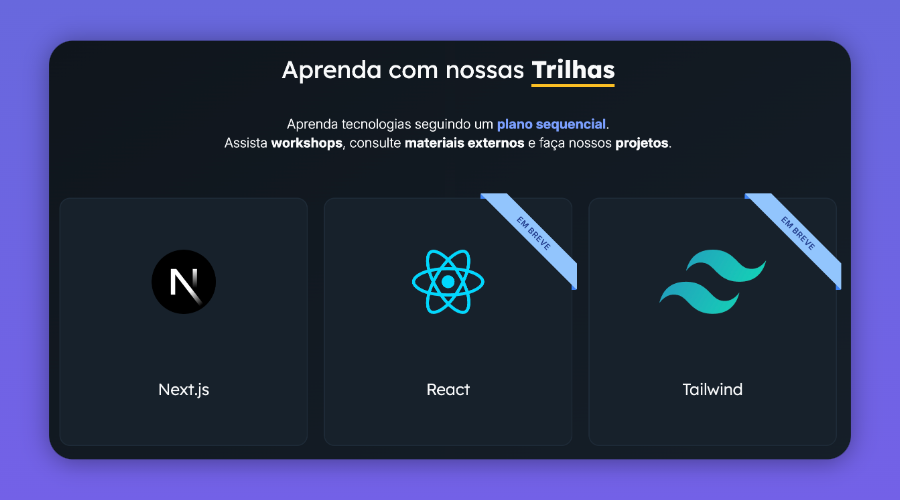 Aprenda com nossas Trilhas
Aprenda tecnologias seguindo um plano sequencial.
Assista workshops, consulte materiais externos e faça nossos projetos.
EM BREVE
EM BREVE
N
Next.js
React
Tailwind